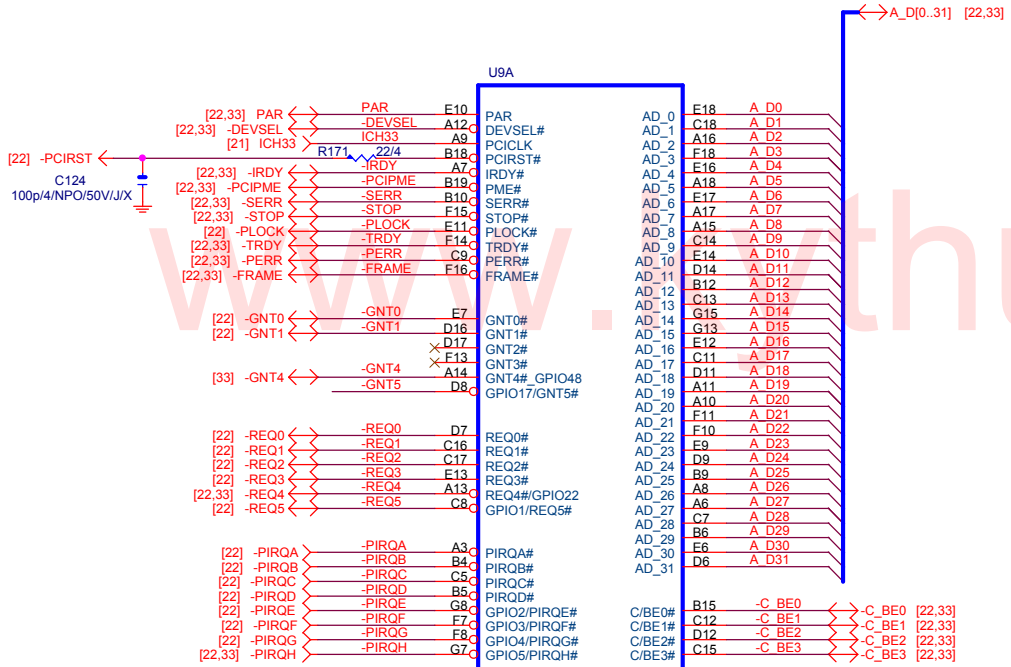 A_D[0..31] [22,33]
U9A
[22,33] PAR PAR E10 PAR AD_0 E18 A_D0
[22,33] -DEVSEL -DEVSEL A12 DEVSEL# AD_1 C18 A_D1
[21] ICH33 ICH33 A9 PCICLK AD_2 A16 A_D2
[22] -PCIRST R171 22/4 B18 PCIRST# AD_3 F18 A_D3
[22,33] -IRDY -IRDY A7 IRDY# AD_4 E16 A_D4
C124
100p/4/NPO/50V/J/X
[22,33] -PCIPME -PCIPME B19 PME# AD_5 A18 A_D5
[22,33] -SERR -SERR B10 SERR# AD_6 E17 A_D6
[22,33] -STOP -STOP F15 STOP# AD_7 A17 A_D7
[22] -PLOCK -PLOCK E11 PLOCK# AD_8 A15 A_D8
[22,33] -TRDY -TRDY F14 TRDY# AD_9 C14 A_D9
[22,33] -PERR -PERR C9 PERR# AD_10 E14 A_D10
[22,33] -FRAME -FRAME F16 FRAME# AD_11 D14 A_D11
AD_12 B12 A_D12
AD_13 C13 A_D13
[22] -GNT0 -GNT0 E7 GNT0# AD_14 G15 A_D14
[22] -GNT1 -GNT1 D16 GNT1# AD_15 G13 A_D15
D17 GNT2# AD_16 E12 A_D16
F13 GNT3# AD_17 C11 A_D17
[33] -GNT4 -GNT4 A14 GNT4#_GPIO48 AD_18 D11 A_D18
-GNT5 D8 GPIO17/GNT5# AD_19 A11 A_D19
AD_20 A10 A_D20
AD_21 F11 A_D21
[22] -REQ0 -REQ0 D7 REQ0# AD_22 F10 A_D22
[22] -REQ1 -REQ1 C16 REQ1# AD_23 E9 A_D23
[22] -REQ2 -REQ2 C17 REQ2# AD_24 D9 A_D24
[22] -REQ3 -REQ3 E13 REQ3# AD_25 B9 A_D25
[22,33] -REQ4 -REQ4 A13 REQ4#/GPIO22 AD_26 A8 A_D26
[22] -REQ5 -REQ5 C8 GPIO1/REQ5# AD_27 A6 A_D27
AD_28 C7 A_D28
AD_29 B6 A_D29
[22] -PIRQA -PIRQA A3 PIRQA# AD_30 E6 A_D30
[22] -PIRQB -PIRQB B4 PIRQB# AD_31 D6 A_D31
[22] -PIRQC -PIRQC C5 PIRQC#
[22] -PIRQD -PIRQD B5 PIRQD#
[22] -PIRQE -PIRQE G8 GPIO2/PIRQE# C/BE0# B15 -C_BE0 -C_BE0 [22,33]
[22] -PIRQF -PIRQF F7 GPIO3/PIRQF# C/BE1# C12 -C_BE1 -C_BE1 [22,33]
[22] -PIRQG -PIRQG F8 GPIO4/PIRQG# C/BE2# D12 -C_BE2 -C_BE2 [22,33]
[22,33] -PIRQH -PIRQH G7 GPIO5/PIRQH# C/BE3# C15 -C_BE3 -C_BE3 [22,33]
www.kythu